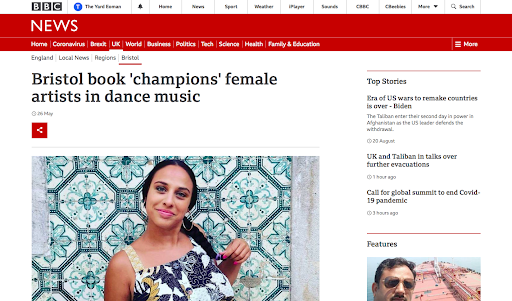 BBC
The Yard Exman
Home
News
Sport
Weather
iPlayer
Sounds
CBBC
CBeebies
More
Search
NEWS
Home
Coronavirus
Brexit
UK
World
Business
Politics
Tech
Science
Health
Family & Education
More
England
Local News
Regions
Bristol
Bristol book 'champions' female
artists in dance music
26 May
Top Stories
Era of US wars to remake countries
is over - Biden
The Taliban enter their second day in power in
Afghanistan as the US leader defends the
withdrawal.
20 August
UK and Taliban in talks over
further evacuations
1 hour ago
Call for global summit to end Covid-
19 pandemic
3 hours ago
Features